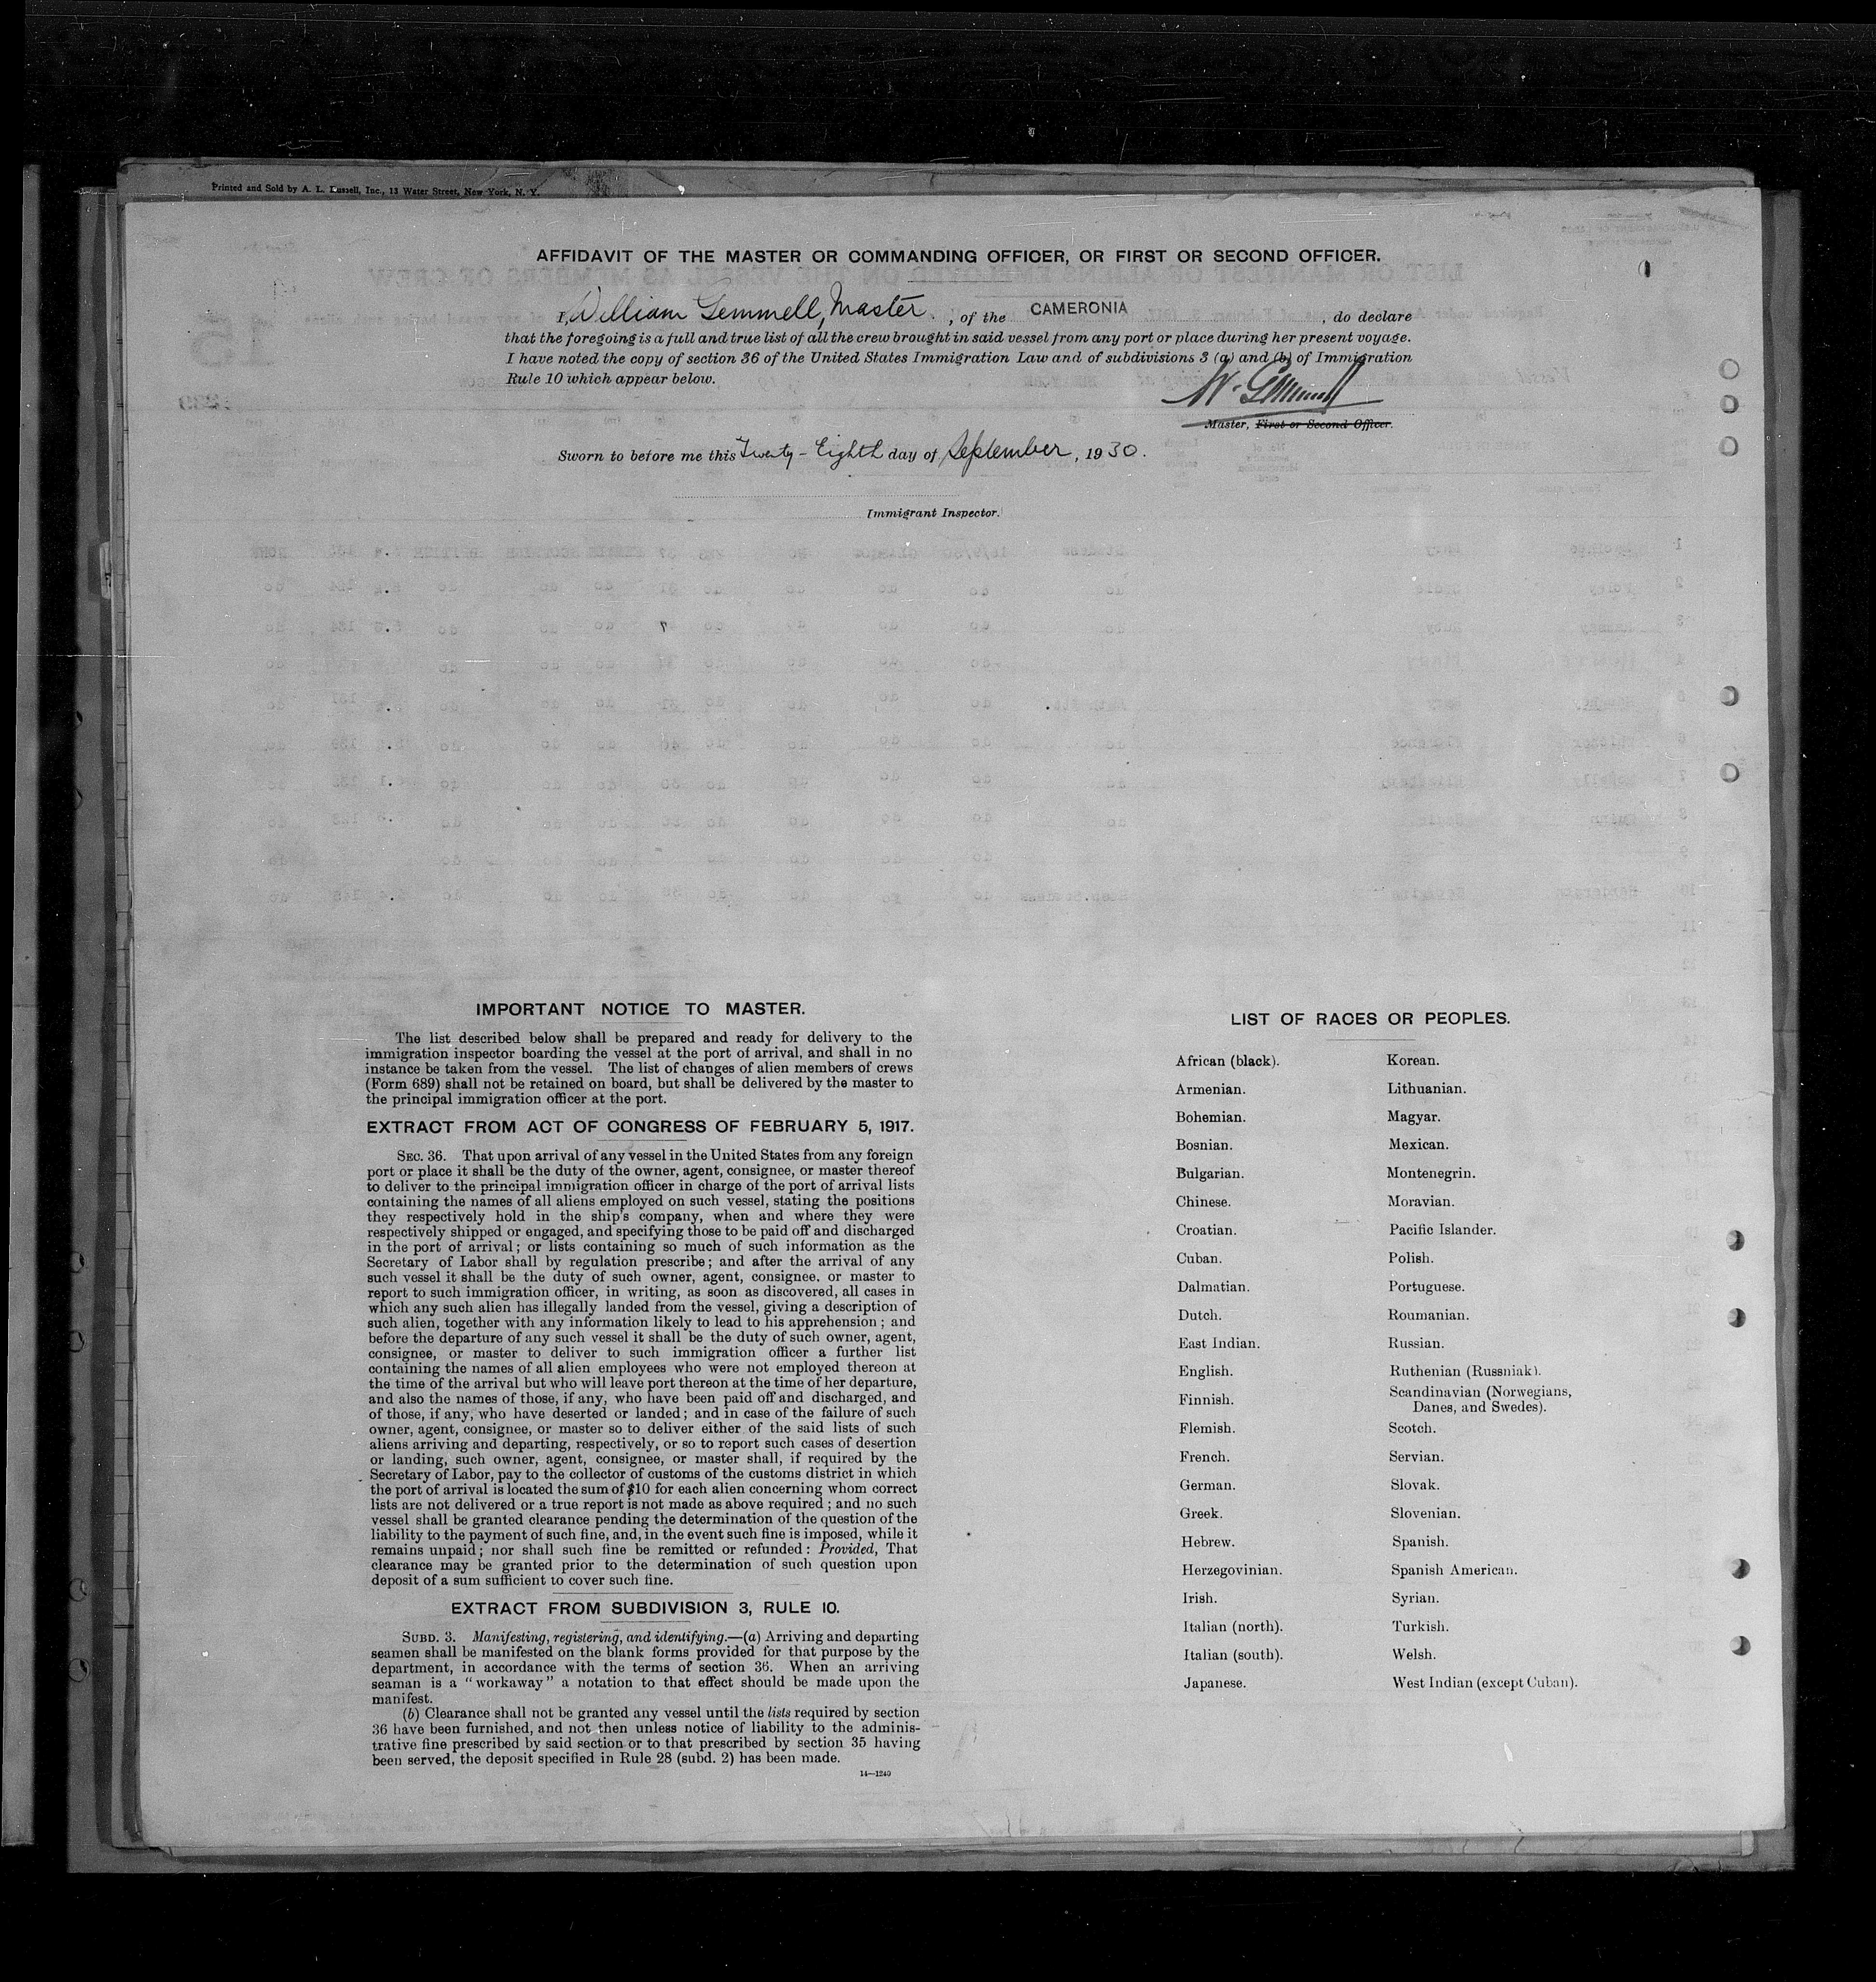 Printed and Sold by A. L. Russell, Inc., 13 Water Street, New York, N. Y.
AFFIDAVIT OF THE MASTER OR COMMANDING OFFICER, OR FIRST OR SECOND OFFICER.
I, William Gemmell, Master. , of the CAMERONIA , do declare
that the foregoing is a full and true list of all the crew brought in said vessel from any port or place during her present voyage.
I have noted the copy of section 36 of the United States Immigration Law and of subdivisions 3 (a) and (b) of Immigration
Rule 10 which appear below.
W. Gemmell
Master, First or Second Officer.
Sworn to before me this Twenty-Eighth day of September, 1930.
Immigrant Inspector.
IMPORTANT NOTICE TO MASTER.
The list described below shall be prepared and ready for delivery to the
immigration inspector boarding the vessel at the port of arrival, and shall in no
instance be taken from the vessel. The list of changes of alien members of crews
(Form 689) shall not be retained on board, but shall be delivered by the master to
the principal immigration officer at the port.
EXTRACT FROM ACT OF CONGRESS OF FEBRUARY 5, 1917.
SEC. 36. That upon arrival of any vessel in the United States from any foreign
port or place it shall be the duty of the owner, agent, consignee, or master thereof
to deliver to the principal immigration officer in charge of the port of arrival lists
containing the names of all aliens employed on such vessel, stating the positions
they respectively hold in the ship's company, when and where they were
respectively shipped or engaged, and specifying those to be paid off and discharged
in the port of arrival; or lists containing so much of such information as the
Secretary of Labor shall by regulation prescribe; and after the arrival of any
such vessel it shall be the duty of such owner, agent, consignee, or master to
report to such immigration officer, in writing, as soon as discovered, all cases in
which any such alien has illegally landed from the vessel, giving a description of
such alien, together with any information likely to lead to his apprehension; and
before the departure of any such vessel it shall be the duty of such owner, agent,
consignee, or master to deliver to such immigration officer a further list
containing the names of all alien employees who were not employed thereon at
the time of the arrival but who will leave port thereon at the time of her departure,
and also the names of those, if any, who have been paid off and discharged, and
of those, if any, who have deserted or landed; and in case of the failure of such
owner, agent, consignee, or master so to deliver either of the said lists of such
aliens arriving and departing, respectively, or so to report such cases of desertion
or landing, such owner, agent, consignee, or master shall, if required by the
Secretary of Labor, pay to the collector of customs of the customs district in which
the port of arrival is located the sum of $10 for each alien concerning whom correct
lists are not delivered or a true report is not made as above required; and no such
vessel shall be granted clearance pending the determination of the question of the
liability to the payment of such fine, and, in the event such fine is imposed, while it
remains unpaid; nor shall such fine be remitted or refunded: Provided, That
clearance may be granted prior to the determination of such question upon
deposit of a sum sufficient to cover such fine.
EXTRACT FROM SUBDIVISION 3, RULE 10.
SUBD. 3. Manifesting, registering, and identifying.—(a) Arriving and departing
seamen shall be manifested on the blank forms provided for that purpose by the
department, in accordance with the terms of section 36. When an arriving
seaman is a "workaway" a notation to that effect should be made upon the
manifest.
(b) Clearance shall not be granted any vessel until the lists required by section
36 have been furnished, and not then unless notice of liability to the adminis-
trative fine prescribed by said section or to that prescribed by section 35 having
been served, the deposit specified in Rule 28 (subd. 2) has been made.
14—1240
LIST OF RACES OR PEOPLES.
African (black).
Armenian.
Bohemian.
Bosnian.
Bulgarian.
Chinese.
Croatian.
Cuban.
Dalmatian.
Dutch.
East Indian.
English.
Finnish.
Flemish.
French.
German.
Greek.
Hebrew.
Herzegovinian.
Irish.
Italian (north).
Italian (south).
Japanese.
Korean.
Lithuanian.
Magyar.
Mexican.
Montenegrin.
Moravian.
Pacific Islander.
Polish.
Portuguese.
Roumanian.
Russian.
Ruthenian (Russniak).
Scandinavian (Norwegians,
Danes, and Swedes).
Scotch.
Servian.
Slovak.
Slovenian.
Spanish.
Spanish American.
Syrian.
Turkish.
Welsh.
West Indian (except Cuban).